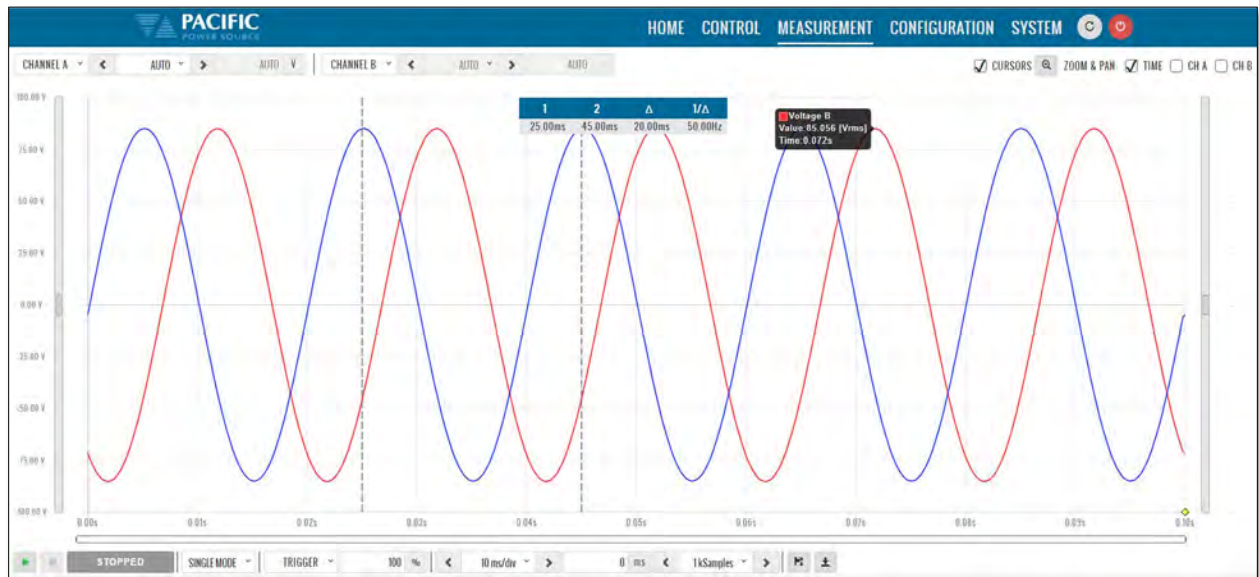 PACIFIC
POWER SOURCE
HOME CONTROL MEASUREMENT CONFIGURATION SYSTEM C
CHANNEL A AUTO AUTO V CHANNEL B AUTO AUTO CURSORS ZOOM & PAN TIME CH A CH B
100.00 V
75.00 V
50.00 V
25.00 V
0.00 V
-25.00 V
-50.00 V
-75.00 V
-100.00 V
1 2 Δ 1/Δ
25.00ms 45.00ms 20.00ms 50.00Hz
Voltage B
Value:85.056 [Vrms]
Time:0.072s
0.00s 0.01s 0.02s 0.03s 0.04s 0.05s 0.06s 0.07s 0.08s 0.09s 0.10s
STOPPED SINGLE MODE TRIGGER 100 % 10 ms/div 0 ms 1 kSamples